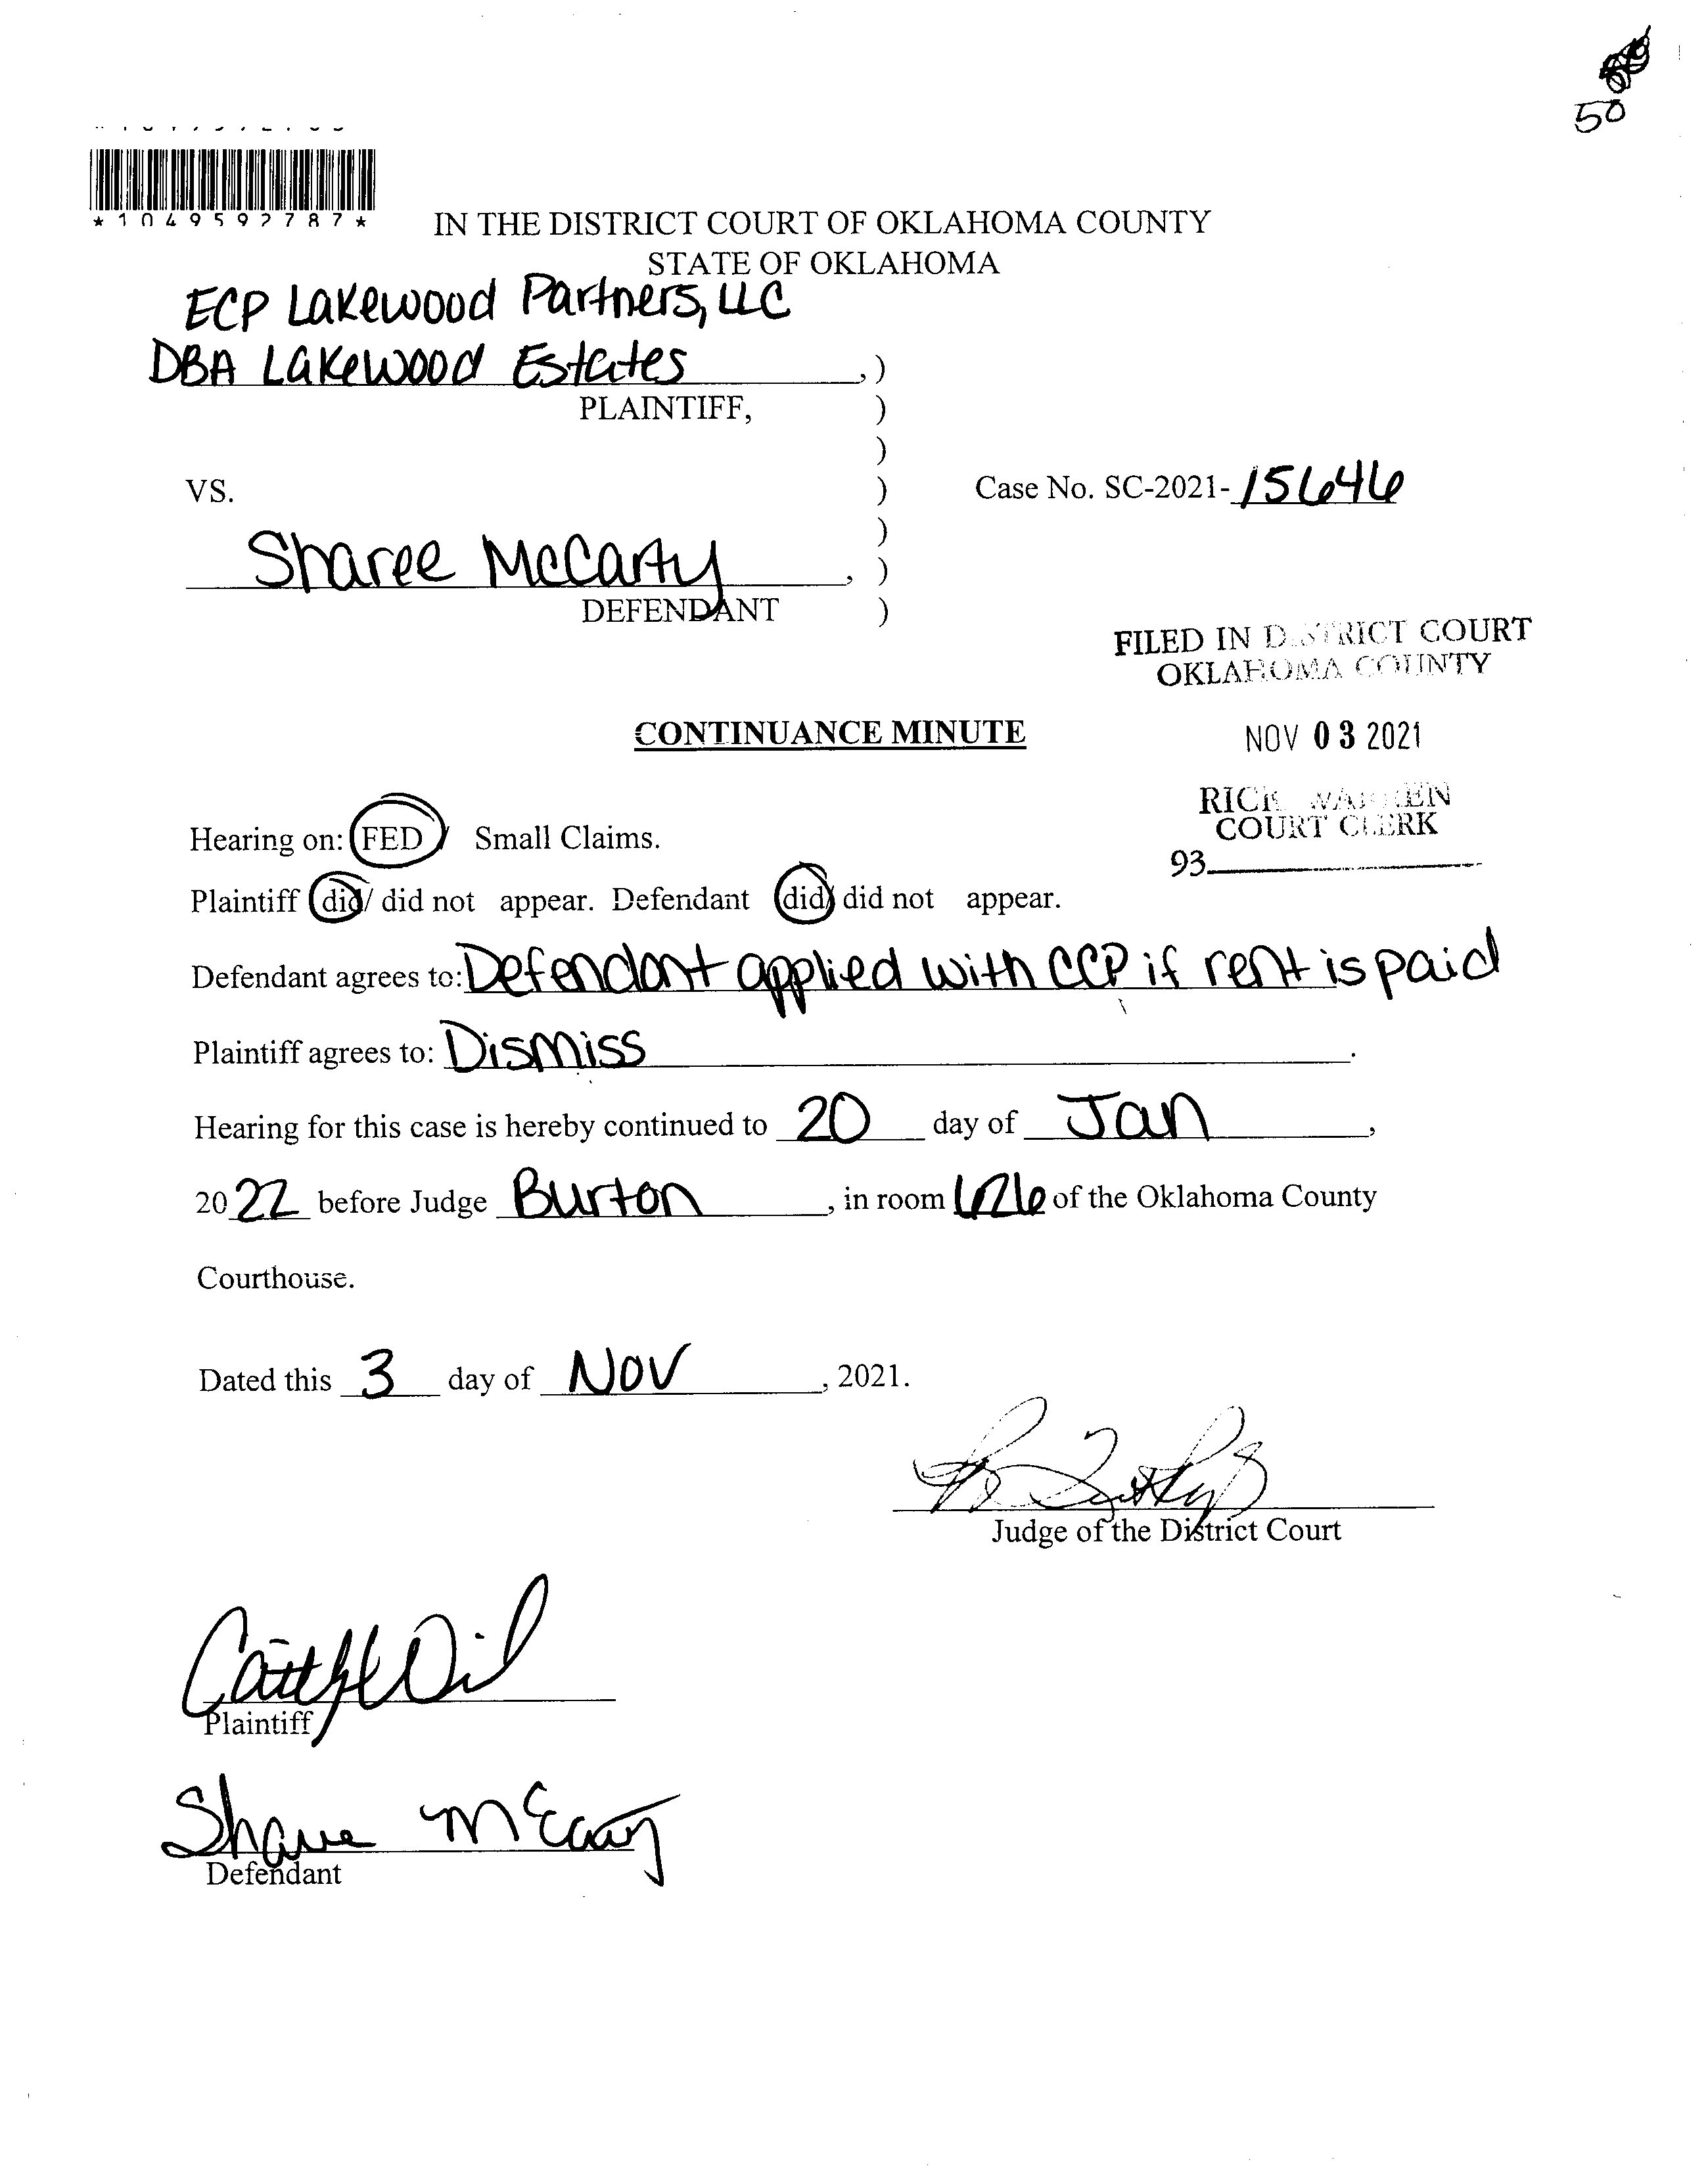 50
*1049592787*
IN THE DISTRICT COURT OF OKLAHOMA COUNTY
STATE OF OKLAHOMA
ECP Lakewood Partners, LLC
DBA Lakewood Estates ,)
PLAINTIFF, )
)
VS. ) Case No. SC-2021-15646
)
Sharee McCarty , )
DEFENDANT )
FILED IN DISTRICT COURT
OKLAHOMA COUNTY
CONTINUANCE MINUTE
NOV 03 2021
RICK WARREN
COURT CLERK
93
Hearing on: FED / Small Claims.
Plaintiff did/ did not appear. Defendant did/ did not appear.
Defendant agrees to: Defendant applied with CCP if rent is paid
Plaintiff agrees to: Dismiss .
Hearing for this case is hereby continued to 20 day of Jan ,
2022 before Judge Burton , in room 626 of the Oklahoma County
Courthouse.
Dated this 3 day of Nov , 2021.
Judge of the District Court
Plaintiff
Sharee McCarty
Defendant